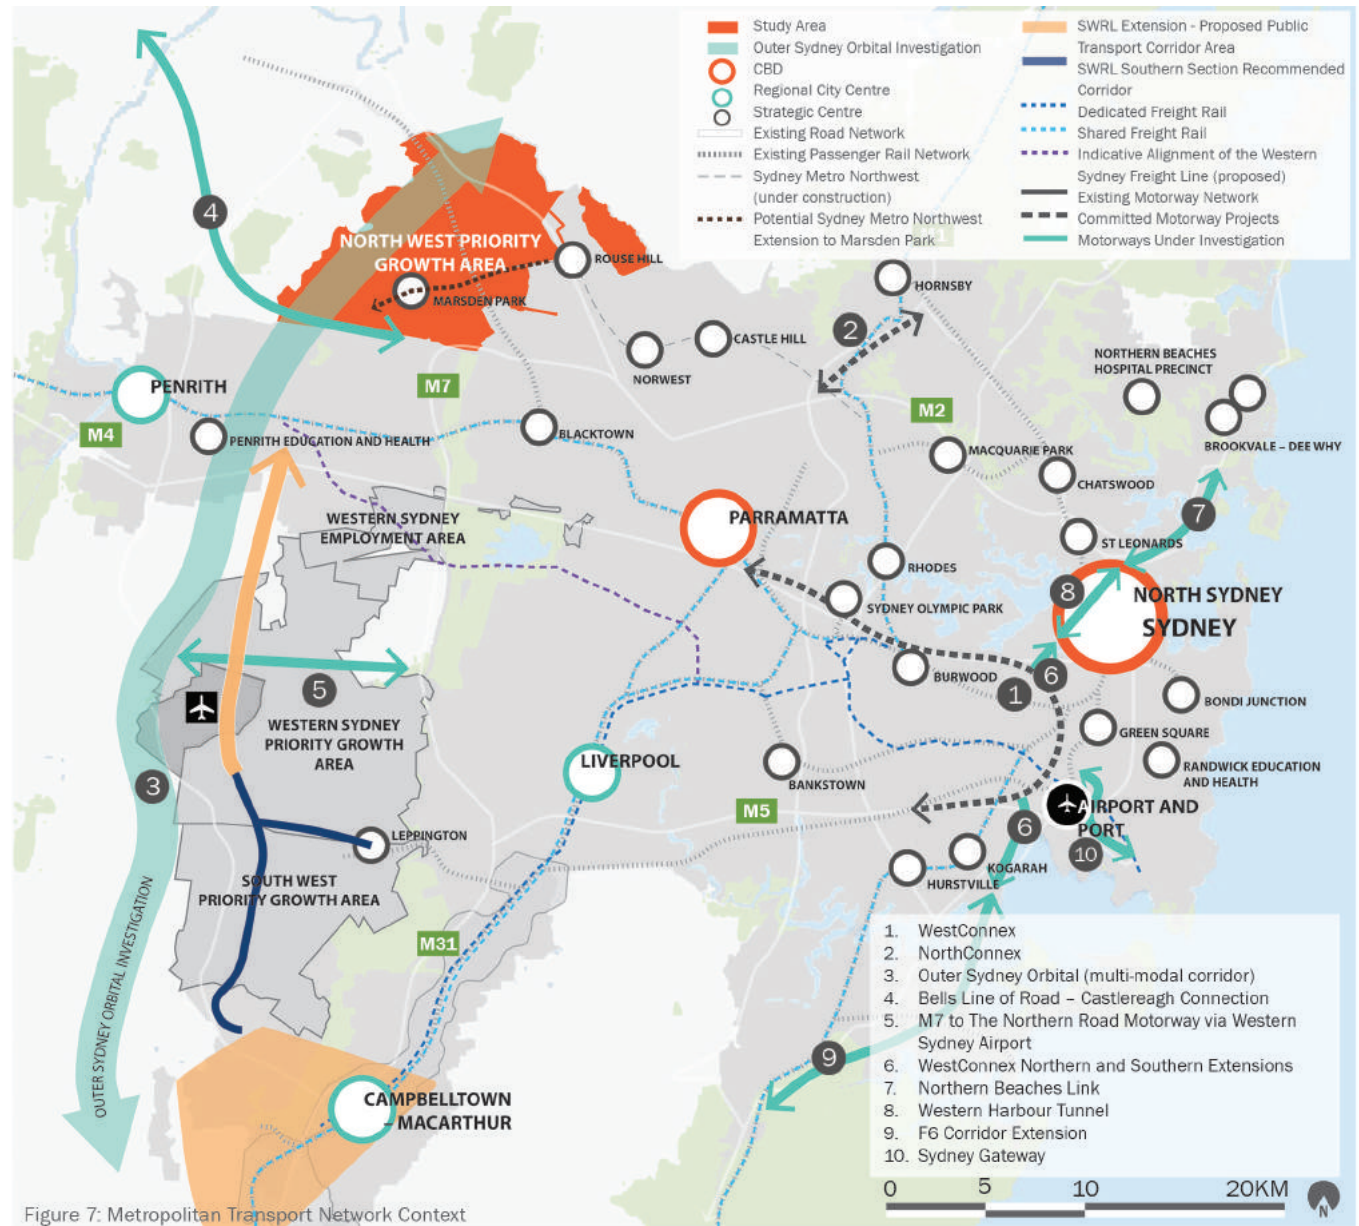 Study Area
Outer Sydney Orbital Investigation
CBD
Regional City Centre
Strategic Centre
Existing Road Network
Existing Passenger Rail Network
Sydney Metro Northwest
(under construction)
Potential Sydney Metro Northwest
Extension to Marsden Park
SWRL Extension - Proposed Public
Transport Corridor Area
SWRL Southern Section Recommended
Corridor
Dedicated Freight Rail
Shared Freight Rail
Indicative Alignment of the Western
Sydney Freight Line (proposed)
Existing Motorway Network
Committed Motorway Projects
Motorways Under Investigation
4
NORTH WEST PRIORITY
GROWTH AREA
ROUSE HILL
MARSDEN PARK
HORNSBY
2
CASTLE HILL
NORWEST
NORTHERN BEACHES
HOSPITAL PRECINCT
PENRITH
M7
M2
M4
PENRITH EDUCATION AND HEALTH
BLACKTOWN
BROOKVALE – DEE WHY
MACQUARIE PARK
CHATSWOOD
WESTERN SYDNEY
EMPLOYMENT AREA
PARRAMATTA
7
ST LEONARDS
RHODES
8
NORTH SYDNEY
SYDNEY
SYDNEY OLYMPIC PARK
BURWOOD
1
6
5
BONDI JUNCTION
WESTERN SYDNEY
PRIORITY GROWTH
AREA
GREEN SQUARE
LIVERPOOL
RANDWICK EDUCATION
AND HEALTH
3
BANKSTOWN
M5
AIRPORT AND
PORT
6
10
LEPPINGTON
KOGARAH
HURSTVILLE
SOUTH WEST
PRIORITY GROWTH AREA
M31
OUTER SYDNEY ORBITAL INVESTIGATION
9
CAMPBELLTOWN
– MACARTHUR
1. WestConnex
2. NorthConnex
3. Outer Sydney Orbital (multi-modal corridor)
4. Bells Line of Road – Castlereagh Connection
5. M7 to The Northern Road Motorway via Western
Sydney Airport
6. WestConnex Northern and Southern Extensions
7. Northern Beaches Link
8. Western Harbour Tunnel
9. F6 Corridor Extension
10. Sydney Gateway
0 5 10 20KM
N
Figure 7: Metropolitan Transport Network Context